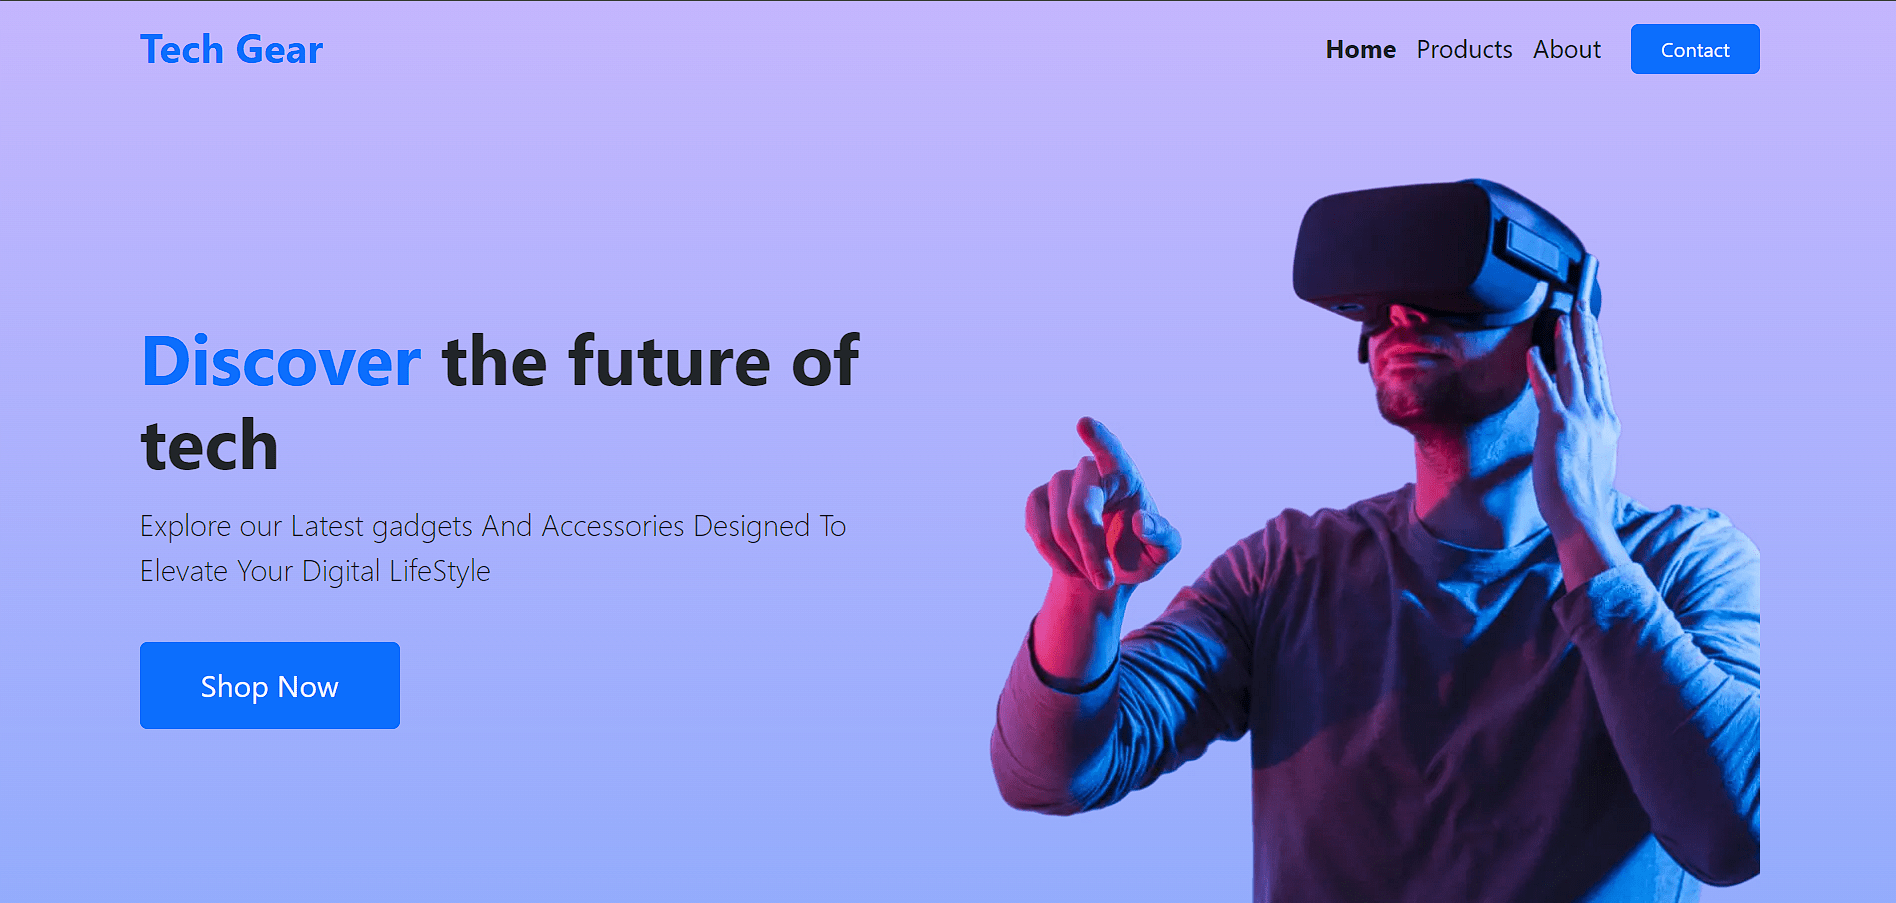 Tech Gear
Home Products About Contact
Discover the future of
tech
Explore our Latest gadgets And Accessories Designed To
Elevate Your Digital LifeStyle
Shop Now